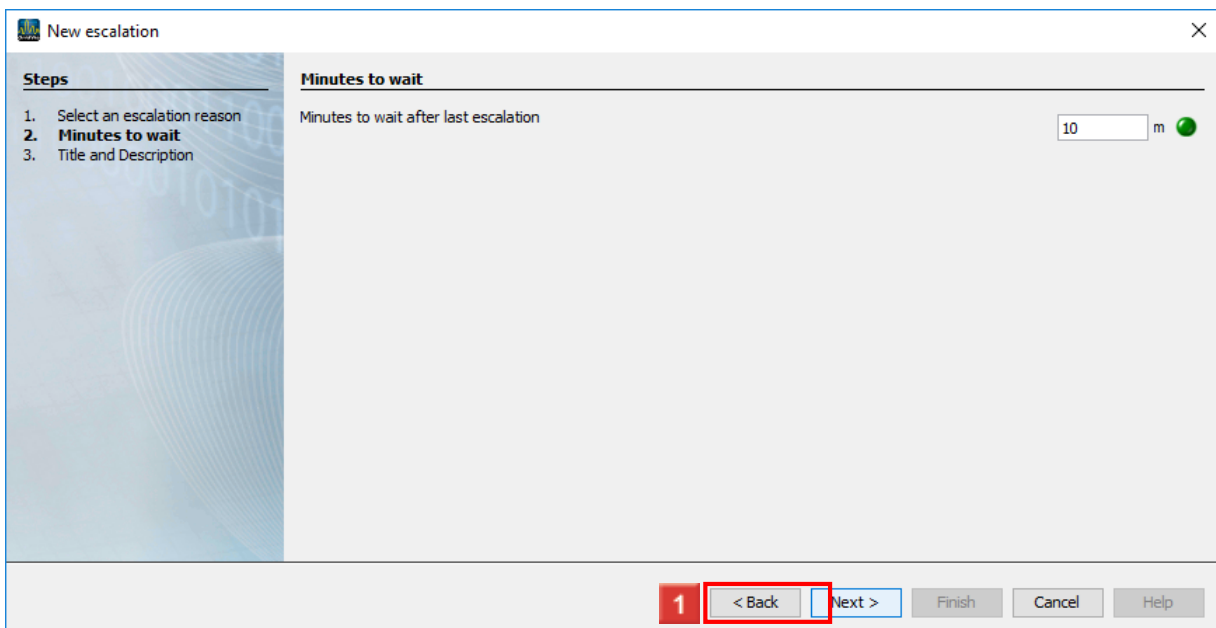 New escalation
Steps
1. Select an escalation reason
2. Minutes to wait
3. Title and Description
Minutes to wait
Minutes to wait after last escalation
10 m
1
< Back Next > Finish Cancel Help